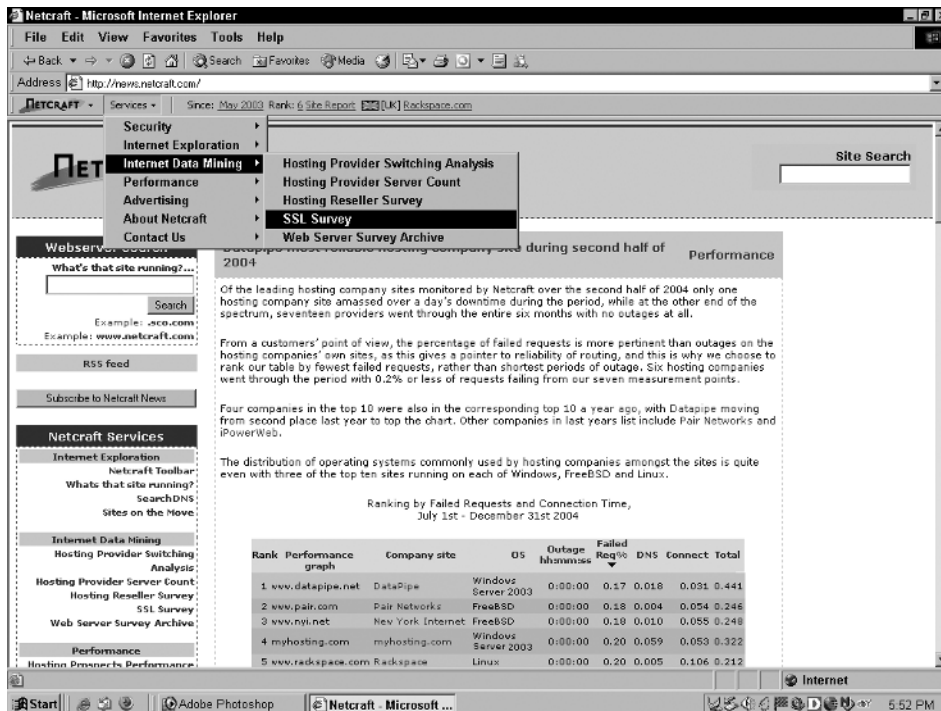 Netcraft - Microsoft Internet Explorer
File Edit View Favorites Tools Help
Back Search Favorites Media
Address http://news.netcraft.com/
NETCRAFT Services Since: May 2003 Rank: 6 Site Report [UK] Rackspace.com
Security
Internet Exploration
Internet Data Mining
Performance
Advertising
About Netcraft
Contact Us
Hosting Provider Switching Analysis
Hosting Provider Server Count
Hosting Reseller Survey
SSL Survey
Web Server Survey Archive
NET
Site Search
Webserver Search
What's that site running?...
Search
Example: .sco.com
Example: www.netcraft.com
RSS feed
Subscribe to Netcraft News
Netcraft Services
Internet Exploration
Netcraft Toolbar
Whats that site running?
SearchDNS
Sites on the Move
Internet Data Mining
Hosting Provider Switching
Analysis
Hosting Provider Server Count
Hosting Reseller Survey
SSL Survey
Web Server Survey Archive
Performance
Hosting Prospects Performance
Datapipe most reliable hosting company site during second half of
2004
Performance
Of the leading hosting company sites monitored by Netcraft over the second half of 2004 only one
hosting company site amassed over a day's downtime during the period, while at the other end of the
spectrum, seventeen providers went through the entire six months with no outages at all.
From a customers' point of view, the percentage of failed requests is more pertinent than outages on the
hosting companies' own sites, as this gives a pointer to reliability of routing, and this is why we choose to
rank our table by fewest failed requests, rather than shortest periods of outage. Six hosting companies
went through the period with 0.2% or less of requests failing from our seven measurement points.
Four companies in the top 10 were also in the corresponding top 10 a year ago, with Datapipe moving
from second place last year to top the chart. Other companies in last years list include Pair Networks and
iPowerWeb.
The distribution of operating systems commonly used by hosting companies amongst the sites is quite
even with three of the top ten sites running on each of Windows, FreeBSD and Linux.
Ranking by Failed Requests and Connection Time,
July 1st - December 31st 2004
Rank Performance graph Company site OS Outage hh:mm:ss Failed Req% DNS Connect Total
1 www.datapipe.net DataPipe Windows Server 2003 0:00:00 0.17 0.018 0.031 0.441
2 www.pair.com Pair Networks FreeBSD 0:00:00 0.18 0.004 0.054 0.246
3 www.nyi.net New York Internet FreeBSD 0:00:00 0.18 0.010 0.055 0.248
4 myhosting.com myhosting.com Windows Server 2003 0:00:00 0.20 0.059 0.053 0.322
5 www.rackspace.com Rackspace Linux 0:00:00 0.20 0.005 0.106 0.212
Internet
Start Adobe Photoshop Netcraft - Microsoft ... 5:52 PM